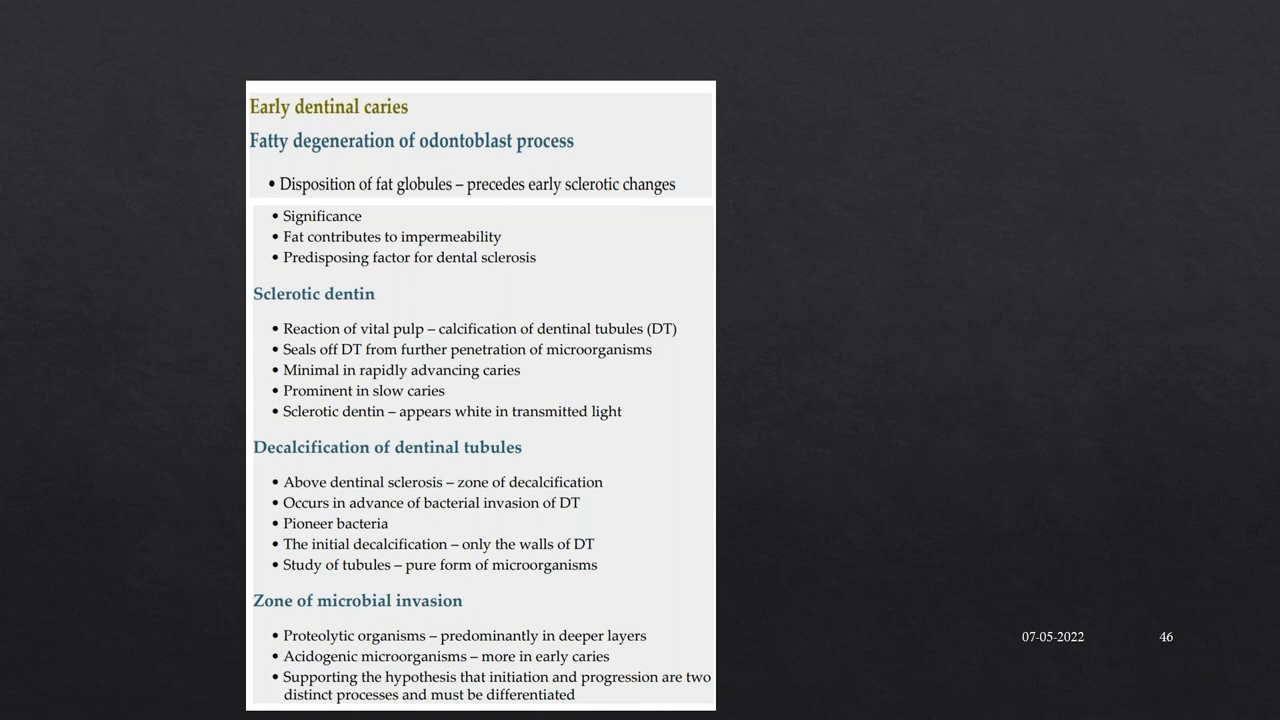 Early dentinal caries
Fatty degeneration of odontoblast process
• Disposition of fat globules – precedes early sclerotic changes
• Significance
• Fat contributes to impermeability
• Predisposing factor for dental sclerosis
Sclerotic dentin
• Reaction of vital pulp – calcification of dentinal tubules (DT)
• Seals off DT from further penetration of microorganisms
• Minimal in rapidly advancing caries
• Prominent in slow caries
• Sclerotic dentin – appears white in transmitted light
Decalcification of dentinal tubules
• Above dentinal sclerosis – zone of decalcification
• Occurs in advance of bacterial invasion of DT
• Pioneer bacteria
• The initial decalcification – only the walls of DT
• Study of tubules – pure form of microorganisms
Zone of microbial invasion
• Proteolytic organisms – predominantly in deeper layers
• Acidogenic microorganisms – more in early caries
• Supporting the hypothesis that initiation and progression are two
distinct processes and must be differentiated
07-05-2022
46